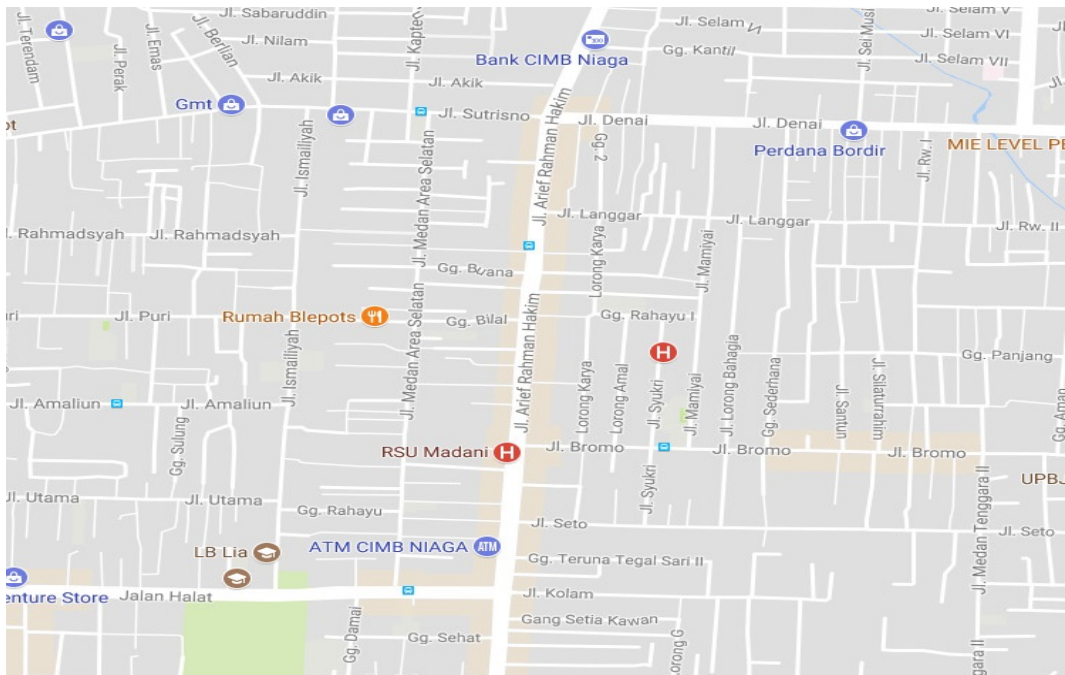 Jl. Sabaruddin
Jl. Selam V
Jl. Terendam
Jl. Perak
Jl. Emas
Jl. Berlian
Jl. Nilam
Jl. Kapte
Jl. Selam
Gg. Kantil
Jl. Sei Musi
Jl. Selam VI
Jl. Selam VII
Bank CIMB Niaga
Jl. Akik
Jl. Akik
Gmt
Jl. Sutrisno
Jl. Denai
Jl. Denai
Perdana Bordir
MIE LEVEL PE
Jl. Rw. I
Jl. Ismailiyah
Jl. Medan Area Selatan
Jl. Arief Rahman Hakim
Gg. 2
Jl. Langgar
Jl. Langgar
Jl. Rw. II
Jl. Rahmadsyah
Jl. Rahmadsyah
Lorong Karya
Jl. Mamiyai
Gg. Buana
Jl. Puri
Rumah Blepots
Gg. Bilal
Gg. Rahayu I
Gg. Panjang
Jl. Ismailiyah
Jl. Medan Area Selatan
Jl. Arief Rahman Hakim
Lorong Karya
Lorong Amal
Jl. Syukri
Jl. Mamiyai
Jl. Lorong Bahagia
Gg. Sederhana
Jl. Santun
Jl. Silaturrahim
Gg. Aman
Jl. Amaliun
Jl. Amaliun
Gg. Sulung
RSU Madani
Jl. Bromo
Jl. Bromo
Jl. Bromo
UPBJ
Jl. Utama
Jl. Utama
Gg. Rahayu
Jl. Syukri
Jl. Seto
Jl. Seto
Jl. Medan Tenggara II
LB Lia
ATM CIMB NIAGA
ATM
Gg. Teruna Tegal Sari II
enture Store
Jalan Halat
Jl. Kolam
Gg. Damai
Gg. Sehat
Gang Setia Kawan
Lorong G
gara II